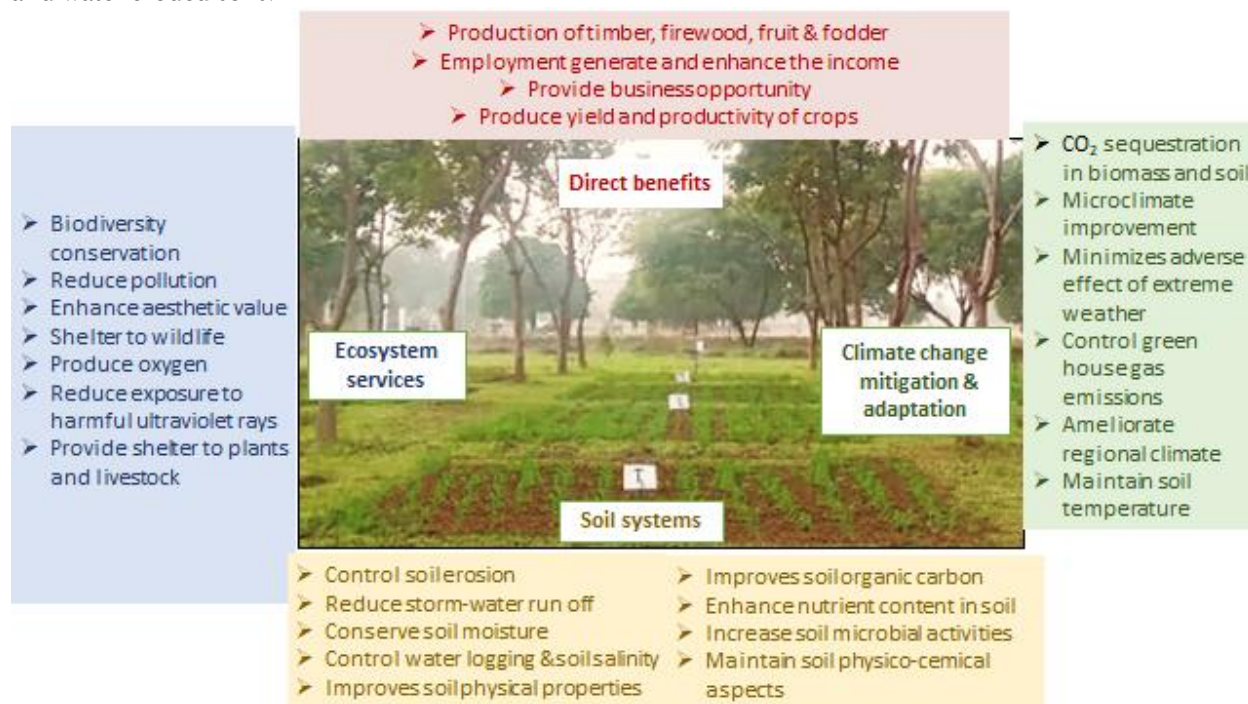 ➤ Production of timber, firewood, fruit & fodder
➤ Employment generate and enhance the income
➤ Provide business opportunity
➤ Produce yield and productivity of crops
Direct benefits
➤ Biodiversity
conservation
➤ Reduce pollution
➤ Enhance aesthetic value
➤ Shelter to wildlife
➤ Produce oxygen
➤ Reduce exposure to
harmful ultraviolet rays
➤ Provide shelter to plants
and livestock
Ecosystem
services
Climate change
mitigation &
adaptation
➤ CO₂ sequestration
in biomass and soil
➤ Microclimate
improvement
➤ Minimizes adverse
effect of extreme
weather
➤ Control green
house gas
emissions
➤ Ameliorate
regional climate
➤ Maintain soil
temperature
Soil systems
➤ Control soil erosion
➤ Reduce storm-water run off
➤ Conserve soil moisture
➤ Control water logging & soil salinity
➤ Improves soil physical properties
➤ Improves soil organic carbon
➤ Enhance nutrient content in soil
➤ Increase soil microbial activities
➤ Maintain soil physico-cemical
aspects